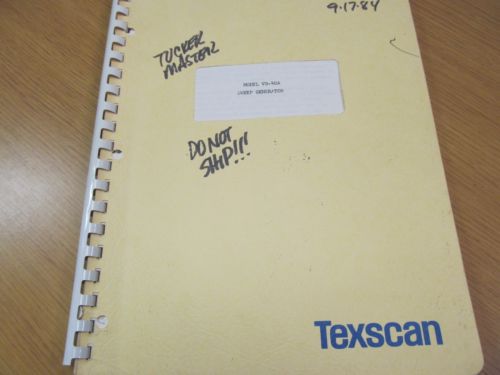 9.17.84
TUCKER
MASTER
MODEL VS-40A
SWEEP GENERATOR
DO NOT
SHIP!!!
Texscan